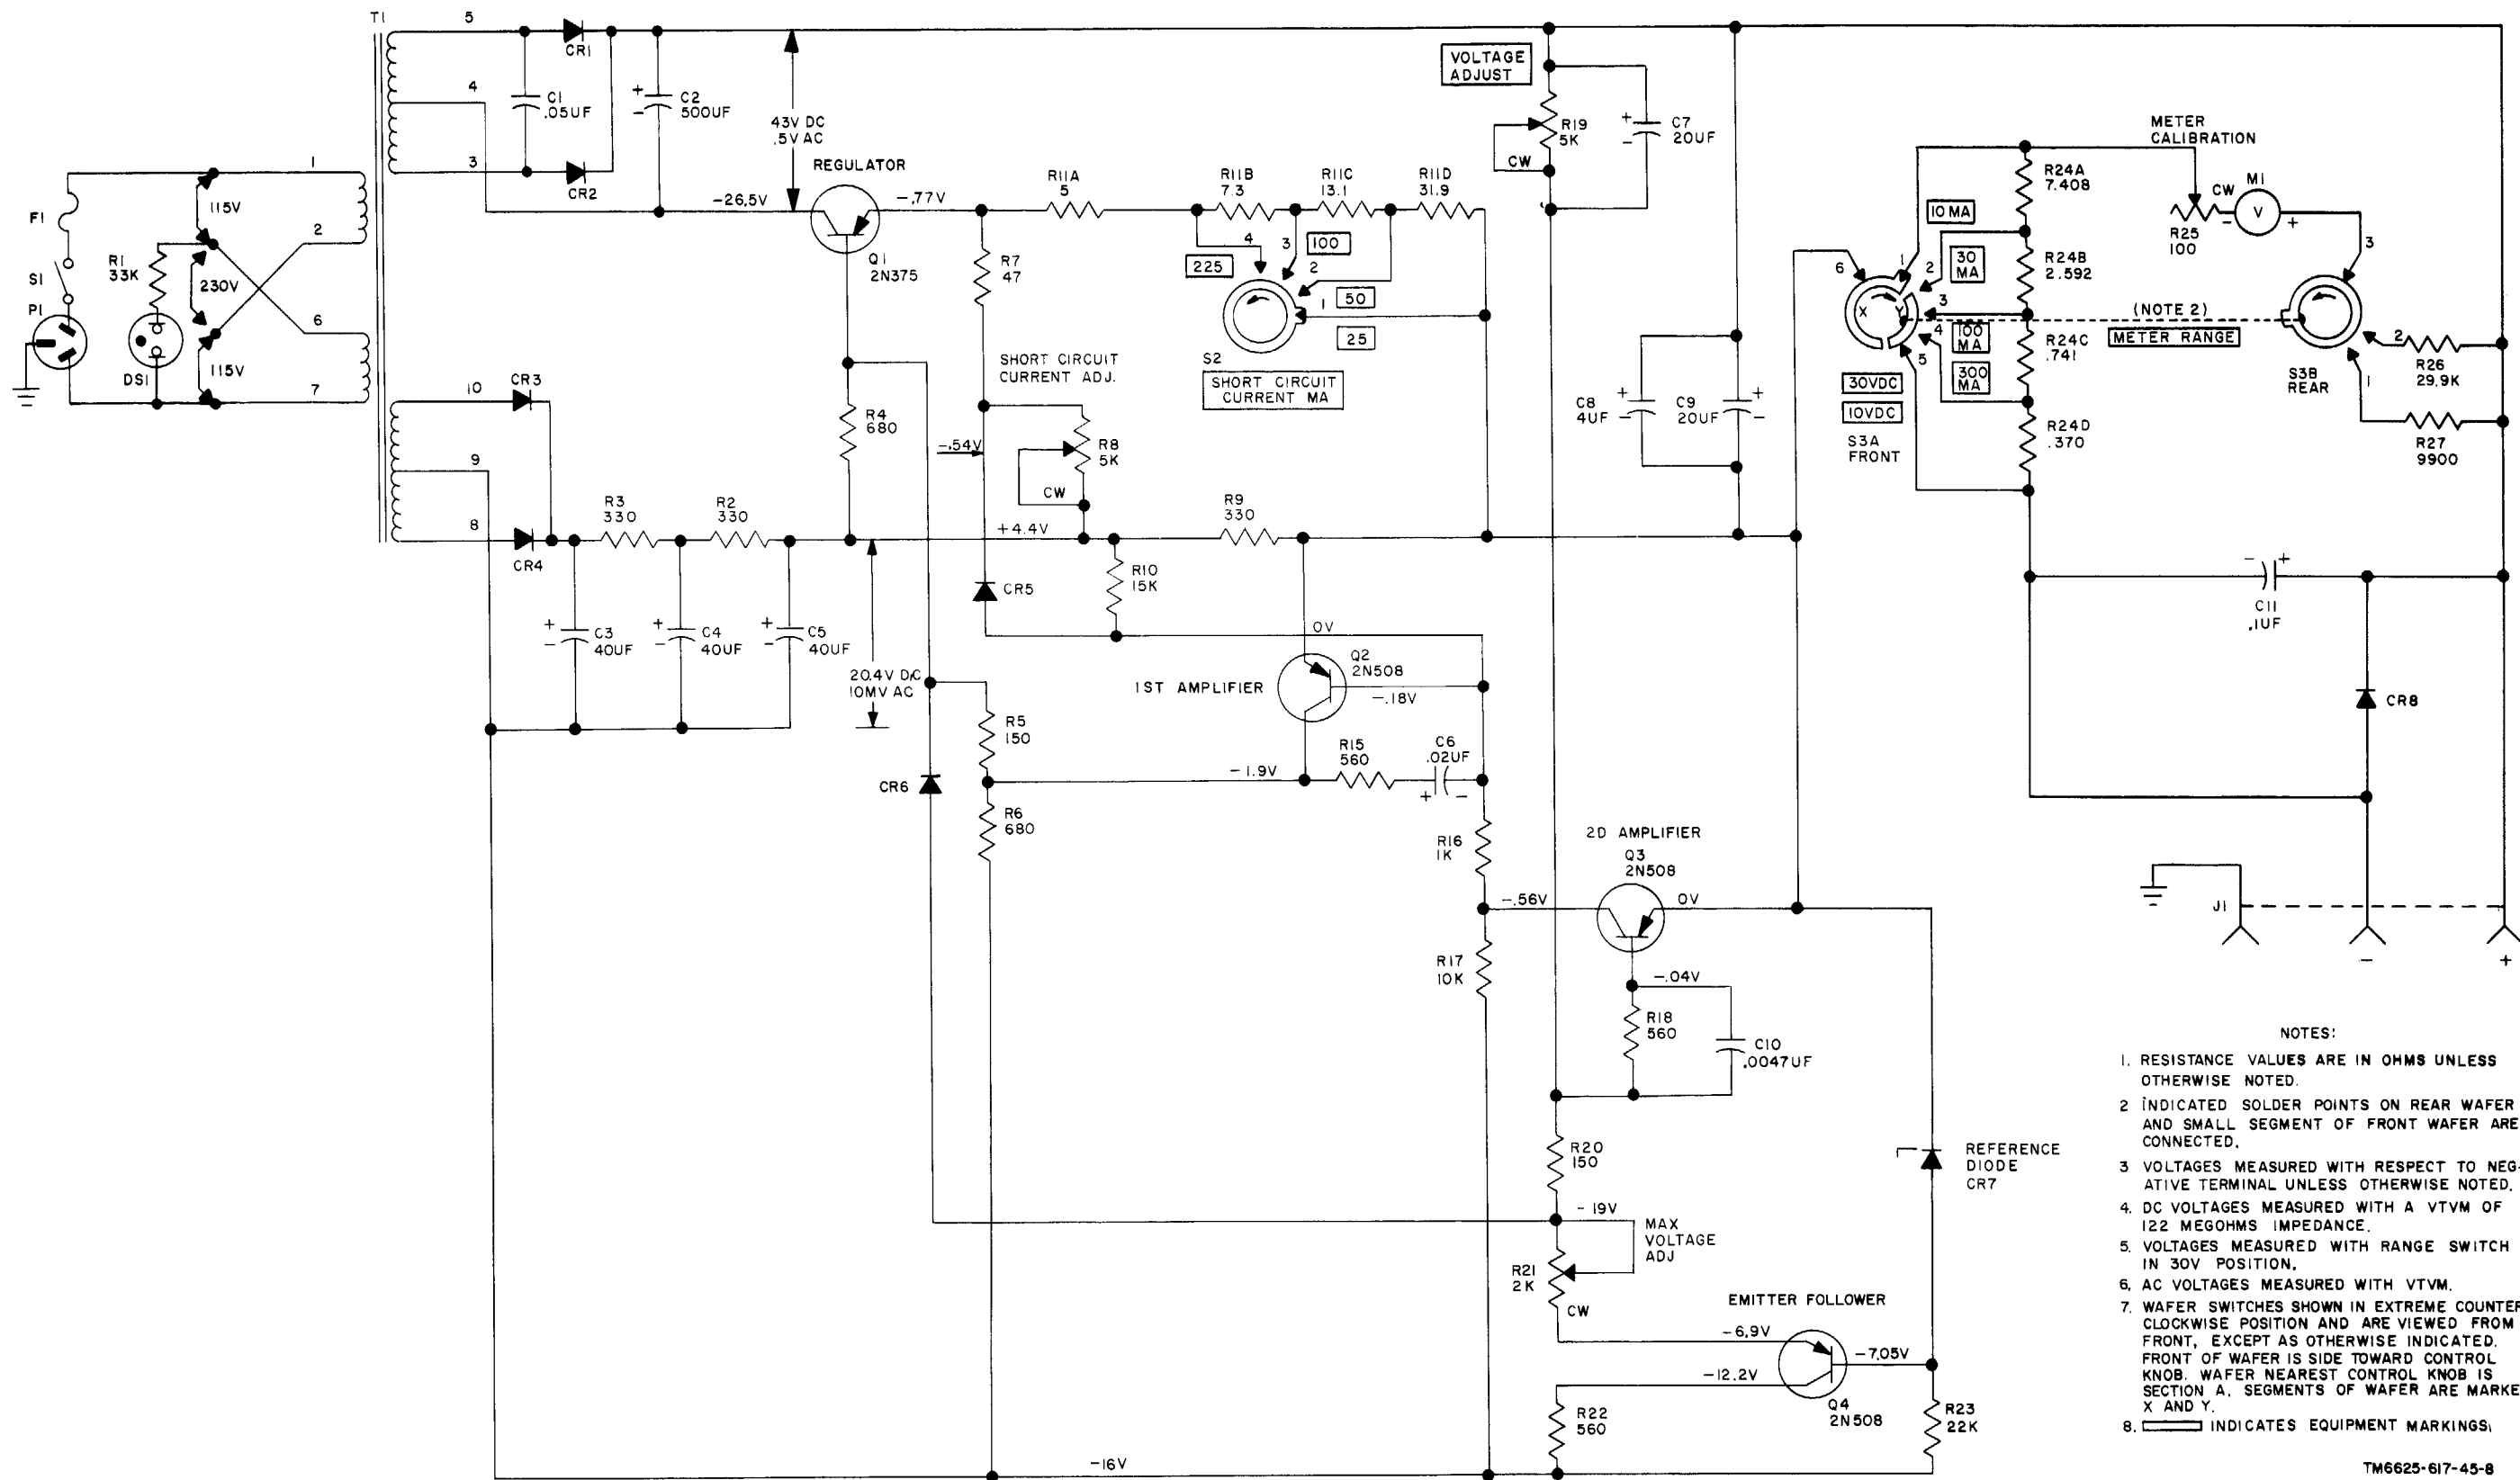 T1
5
CR1
4
C1
.05UF
+
-
C2
500UF
43V DC
.5V AC
3
CR2
VOLTAGE
ADJUST
R19
5K
CW
+
-
C7
20UF
METER
CALIBRATION
1
115V
F1
2
R1
33K
S1
230V
P1
6
DS1
115V
7
REGULATOR
-26.5V
-.77V
Q1
2N375
R11A
5
R11B
7.3
R11C
13.1
R11D
31.9
R7
47
4
3
100
225
2
50
1
25
S2
SHORT CIRCUIT
CURRENT MA
R24A
7.408
CW
M1
V
-
+
R25
100
10 MA
6
1
2
30
MA
R24B
2.592
3
X
Y
3
(NOTE 2)
METER RANGE
4
100
MA
R24C
.741
5
300
MA
30VDC
10VDC
S3A
FRONT
R24D
.370
S3B
REAR
2
R26
29.9K
1
R27
9900
SHORT CIRCUIT
CURRENT ADJ.
10
CR3
R4
680
-.54V
R8
5K
CW
C8
4UF
+
-
C9
20UF
+
-
9
R3
330
R2
330
R9
330
8
+4.4V
CR4
CR5
R10
15K
- +
C11
.1UF
+
-
C3
40UF
+
-
C4
40UF
+
-
C5
40UF
0V
20.4V DC
10MV AC
Q2
2N508
1ST AMPLIFIER
-.18V
CR8
R5
150
R15
560
C6
.02UF
-1.9V
+ -
CR6
R6
680
2D AMPLIFIER
R16
1K
Q3
2N508
-.56V
0V
J1
R17
10K
-
+
-.04V
R18
560
C10
.0047UF
R20
150
REFERENCE
DIODE
CR7
-19V
MAX
VOLTAGE
ADJ
R21
2K
CW
EMITTER FOLLOWER
-6.9V
-7.05V
-12.2V
Q4
2N508
R22
560
R23
22K
-16V
NOTES:
1. RESISTANCE VALUES ARE IN OHMS UNLESS
OTHERWISE NOTED.
2 INDICATED SOLDER POINTS ON REAR WAFER
AND SMALL SEGMENT OF FRONT WAFER ARE
CONNECTED.
3 VOLTAGES MEASURED WITH RESPECT TO NEG-
ATIVE TERMINAL UNLESS OTHERWISE NOTED.
4. DC VOLTAGES MEASURED WITH A VTVM OF
122 MEGOHMS IMPEDANCE.
5. VOLTAGES MEASURED WITH RANGE SWITCH
IN 30V POSITION.
6. AC VOLTAGES MEASURED WITH VTVM.
7. WAFER SWITCHES SHOWN IN EXTREME COUNTER
CLOCKWISE POSITION AND ARE VIEWED FROM
FRONT, EXCEPT AS OTHERWISE INDICATED.
FRONT OF WAFER IS SIDE TOWARD CONTROL
KNOB. WAFER NEAREST CONTROL KNOB IS
SECTION A. SEGMENTS OF WAFER ARE MARKE
X AND Y.
8. INDICATES EQUIPMENT MARKINGS.
TM6625-617-45-8